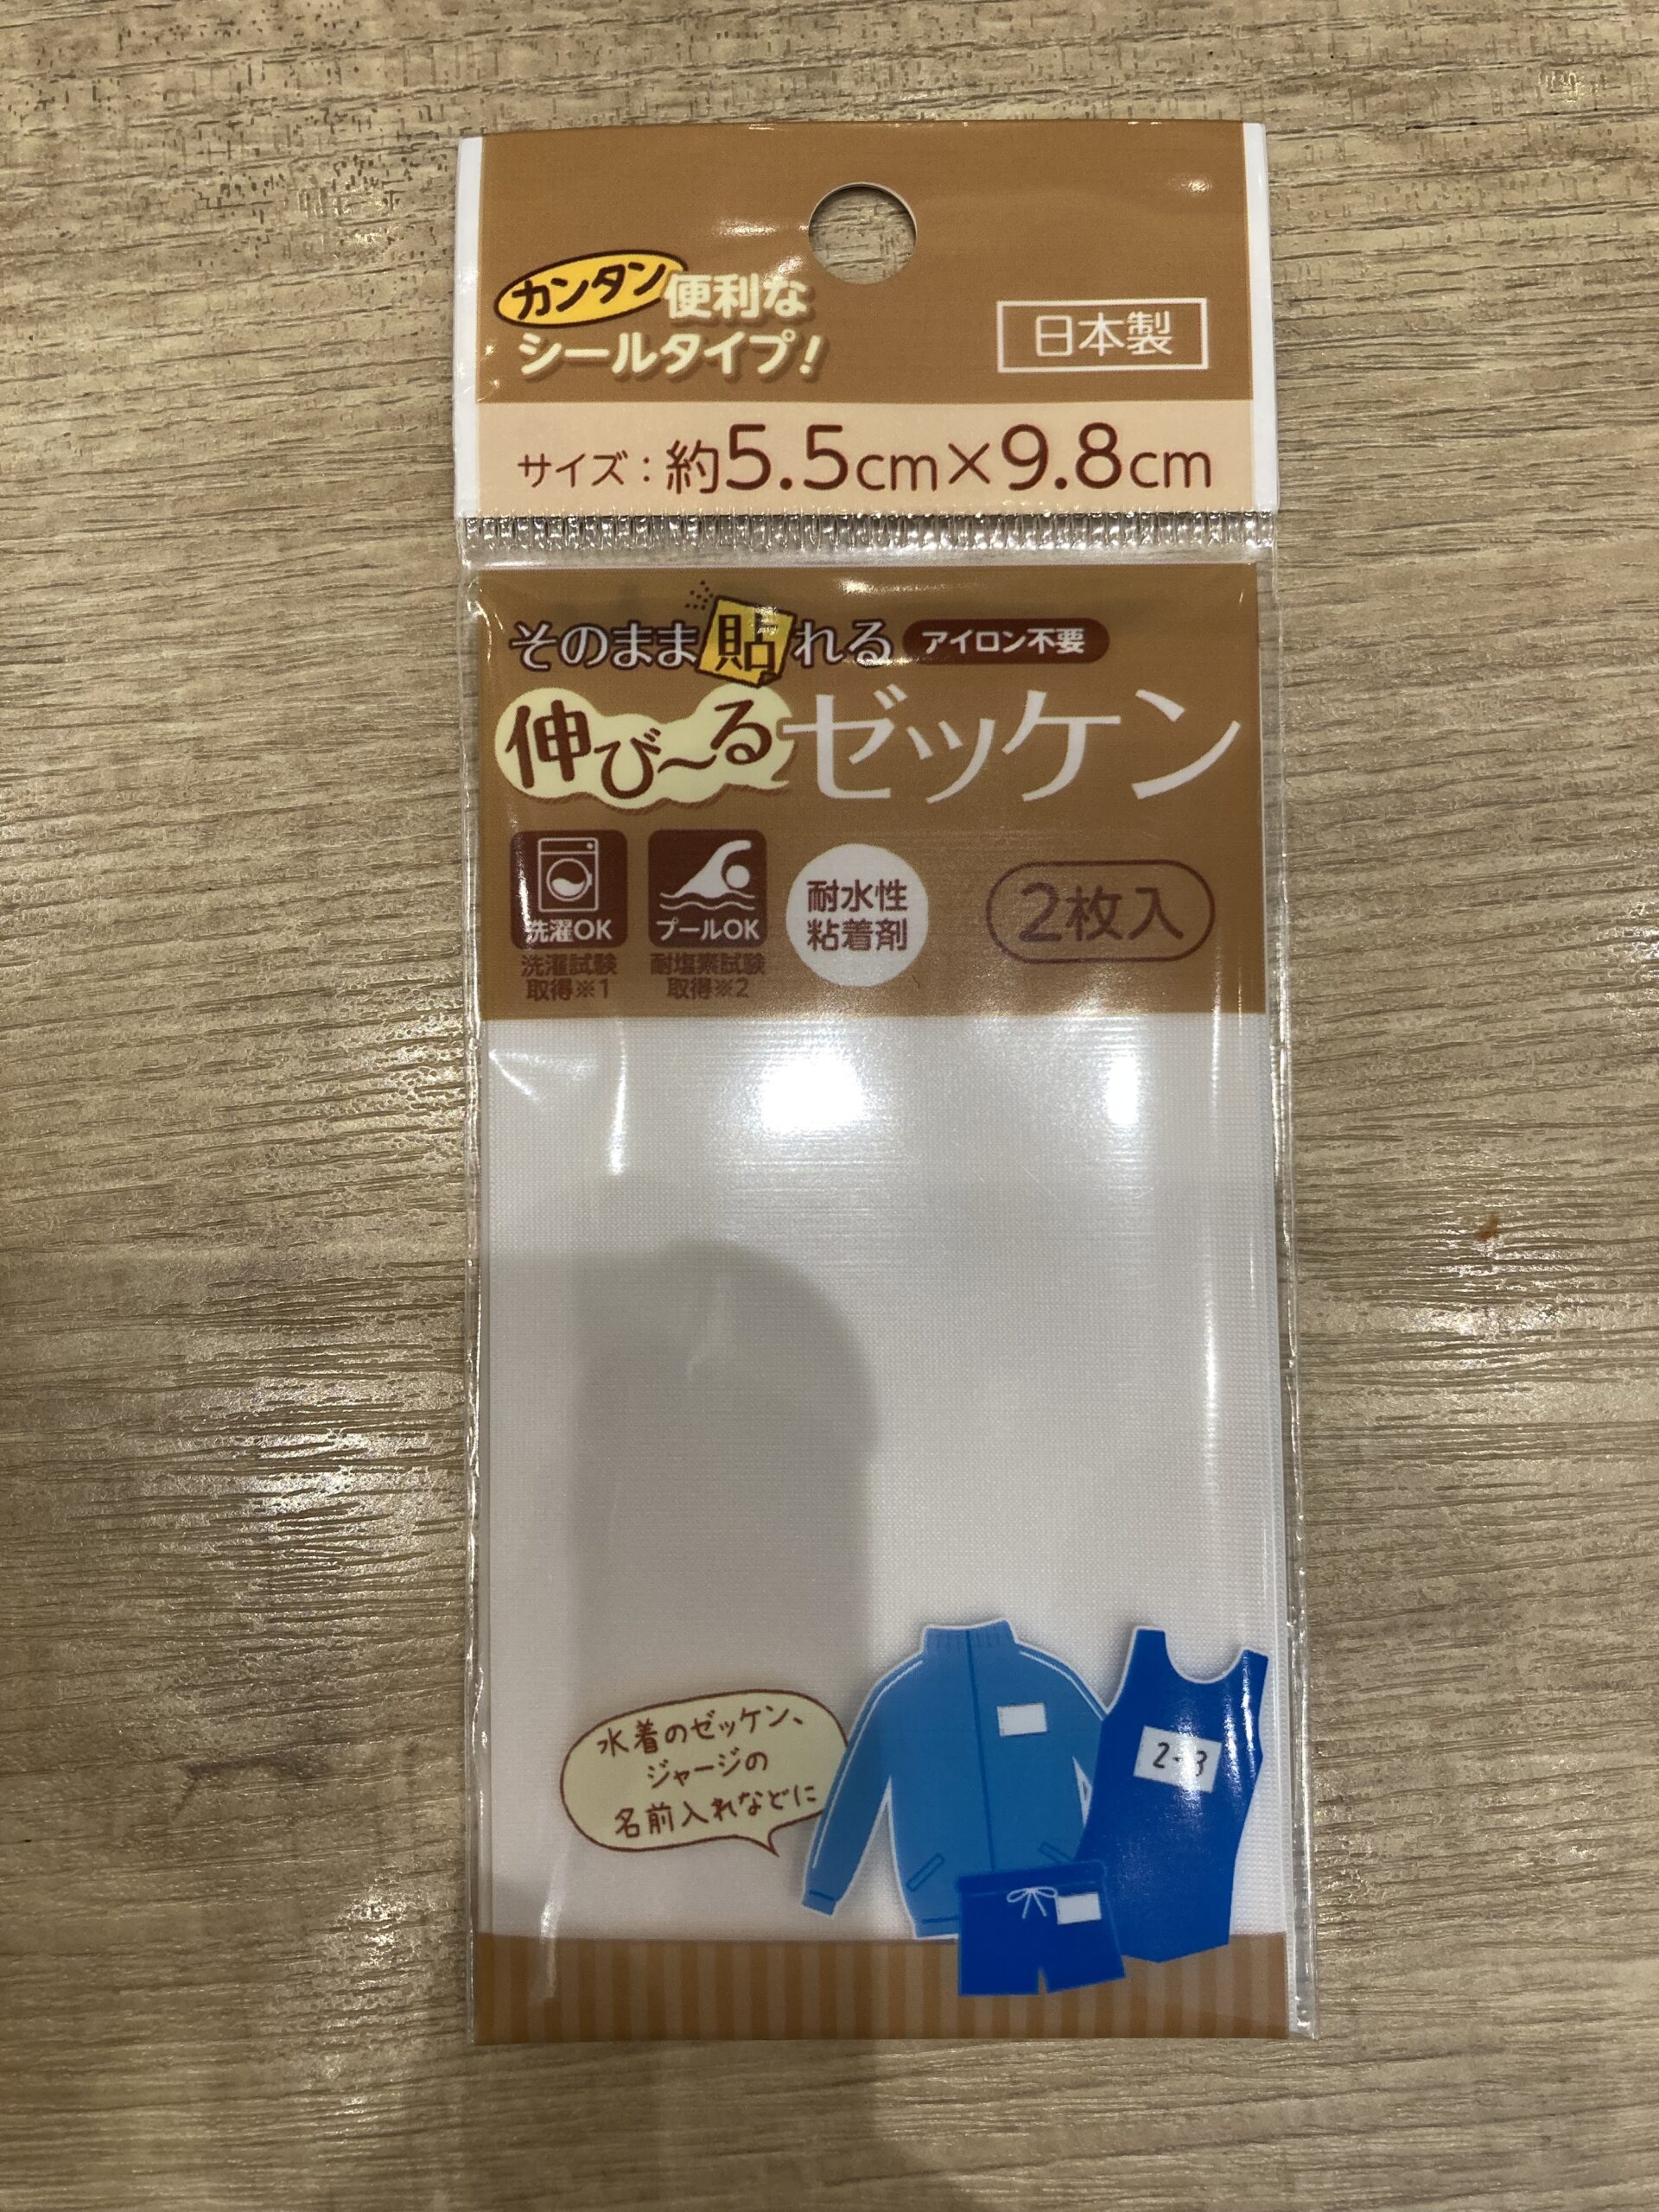 カンタン便利な
シールタイプ!
日本製
サイズ:約5.5cm×9.8cm
そのまま貼れる アイロン不要
伸び~るゼッケン
洗濯OK
洗濯試験
取得※1
プールOK
耐塩素試験
取得※2
耐水性
粘着剤
2枚入
水着のゼッケン、
ジャージの
名前入れなどに
2-3